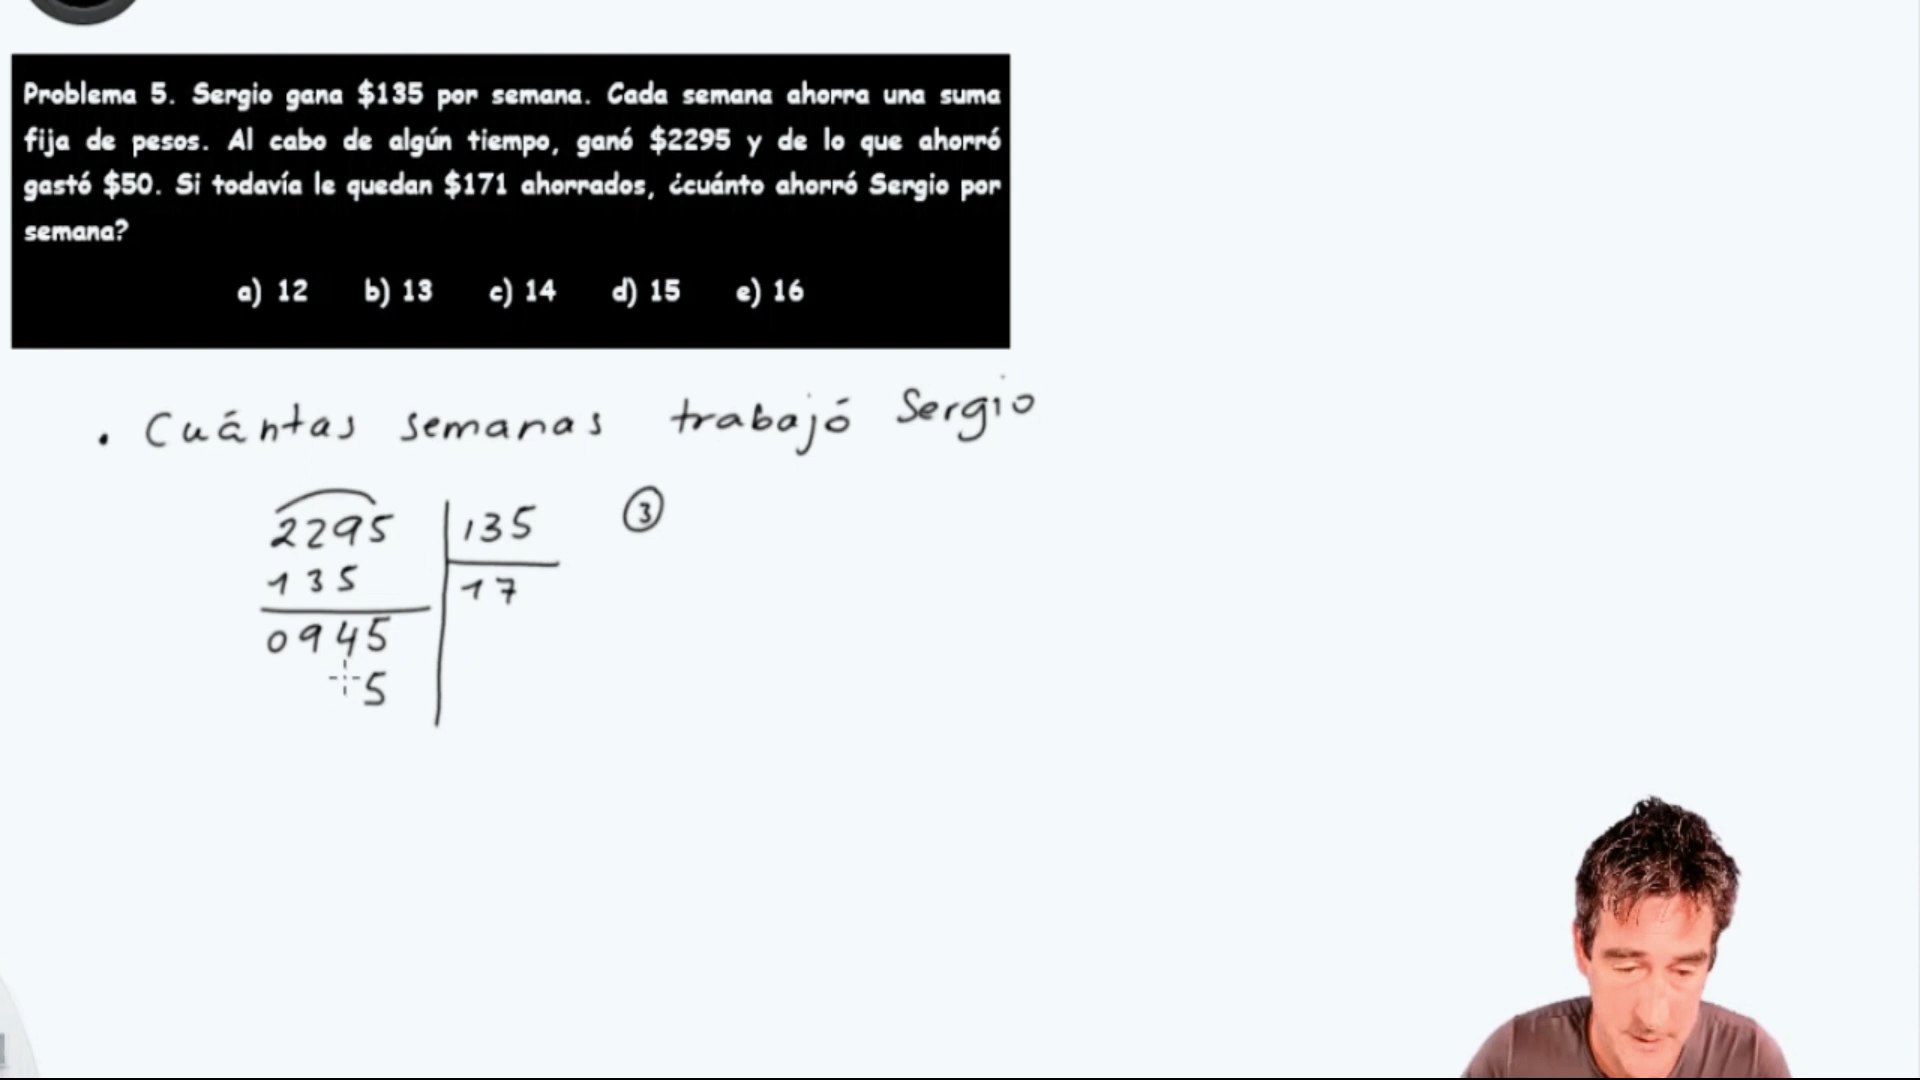 Problema 5. Sergio gana $135 por semana. Cada semana ahorra una suma
fija de pesos. Al cabo de algún tiempo, ganó $2295 y de lo que ahorró
gastó $50. Si todavía le quedan $171 ahorrados, ¿cuánto ahorró Sergio por
semana?
a) 12 b) 13 c) 14 d) 15 e) 16
. Cuántas semanas trabajó Sergio
2295 135 3
135 17
0945
5